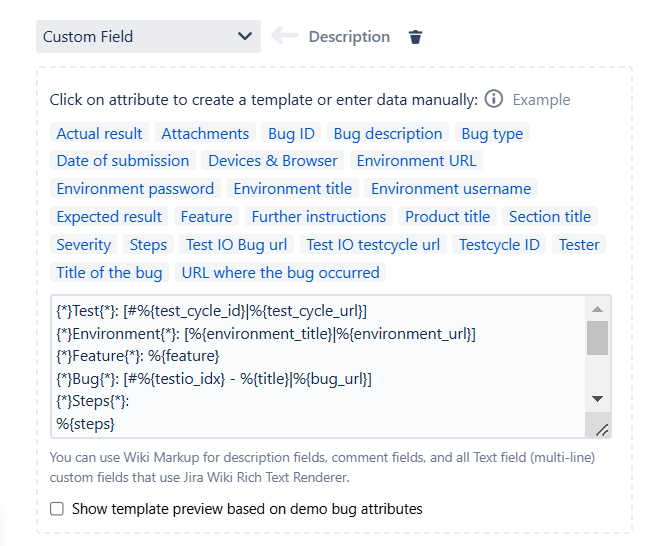 Custom Field Description
Click on attribute to create a template or enter data manually: Example
Actual result Attachments Bug ID Bug description Bug type
Date of submission Devices & Browser Environment URL
Environment password Environment title Environment username
Expected result Feature Further instructions Product title Section title
Severity Steps Test IO Bug url Test IO testcycle url Testcycle ID Tester
Title of the bug URL where the bug occurred
{*}Test{*}: [#%{test_cycle_id}|%{test_cycle_url}]
{*}Environment{*}: [%{environment_title}|%{environment_url}]
{*}Feature{*}: %{feature}
{*}Bug{*}: [#%{testio_idx} - %{title}|%{bug_url}]
{*}Steps{*}:
%{steps}
You can use Wiki Markup for description fields, comment fields, and all Text field (multi-line)
custom fields that use Jira Wiki Rich Text Renderer.
Show template preview based on demo bug attributes